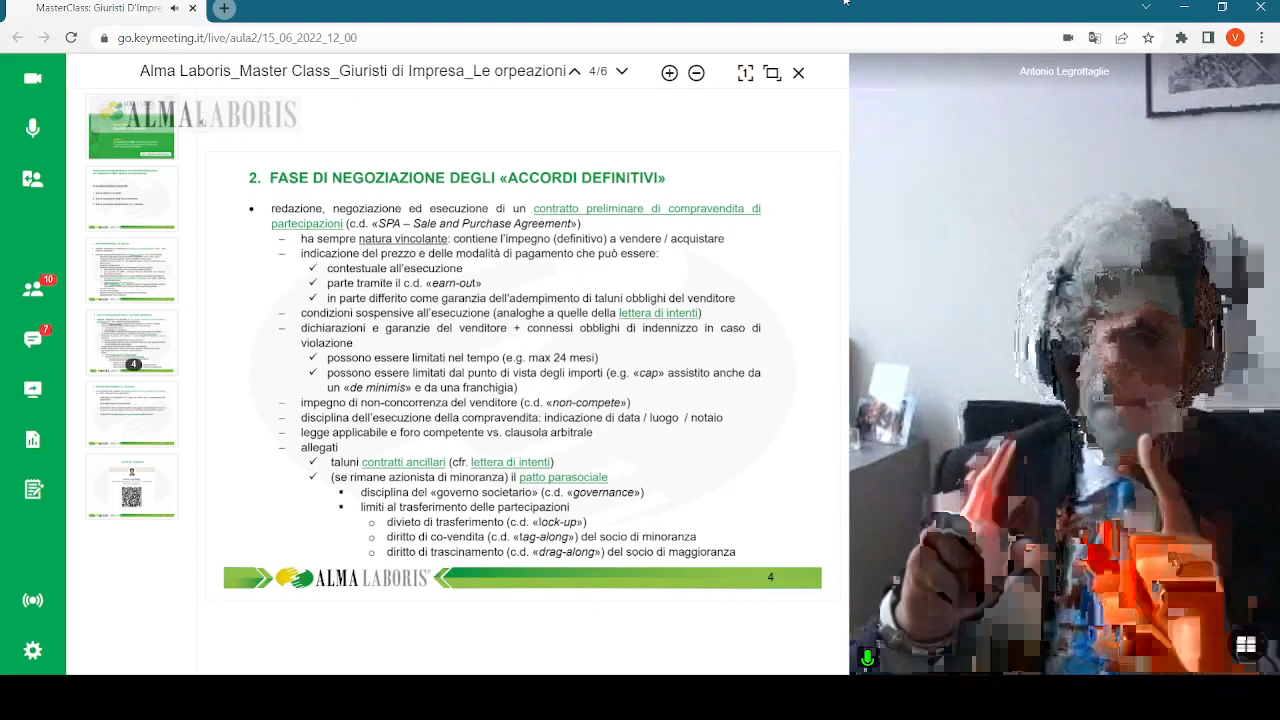 MasterClass: Giuristi D'Impre
go.keymeeting.it/live/aula2/15_06_2022_12_00
V
Alma Laboris_Master Class_Giuristi di Impresa_Le orpeazioni
4/6
Antonio Legrottaglie
ALMA LABORIS
2. FASE DI NEGOZIAZIONE DEGLI «ACCORDI DEFINITIVI»
• redazione, negoziazione ed esecuzione di un contratto preliminare di compravendita di
partecipazioni (c.d. «SPA – Sale and Purchase Agreement»)
– ha sempre natura vincolante: contiene l'impegno (definitivo) a vendere / acquistare
– indicazione del prezzo e delle modalità di pagamento che può essere:
✓ contestuale all'esecuzione
✓ parte tramite il c.d. «earn-out»
✓ in parte differito come garanzia dell'adempimento di taluni obblighi del venditore
– condizioni sospensive all'esecuzione (analoghe a quelle della lettera di intenti)
– dichiarazioni e garanzie del venditore + connessi obblighi di indennizzo in caso di
violazione
✓ possono essere limitati nel tempo (e.g. max 24 mesi)
✓ possono essere limitati dal punto di vista degli importi (e.g. «cap» assistito anche da
un «de minimis» e da una franchigia)
– impegno di non-concorrenza del venditore (c.d. «non-compete»)
– disciplina dell'esecuzione della compravendita: indicazione di data / luogo / notaio
– legge applicabile e foro competente vs. clausola arbitrale
– allegati
✓ taluni contratti ancillari (cfr. lettera di intenti)
✓ (se rimane azionista di minoranza) il patto parasociale
▪ disciplina del «governo societario» (c.d. «governance»)
▪ limiti al trasferimento delle partecipazioni
o divieto di trasferimento (c.d. «lock-up»)
o diritto di co-vendita (c.d. «tag-along») del socio di minoranza
o diritto di trascinamento (c.d. «drag-along») del socio di maggioranza
ALMA LABORIS
4
10
7
4